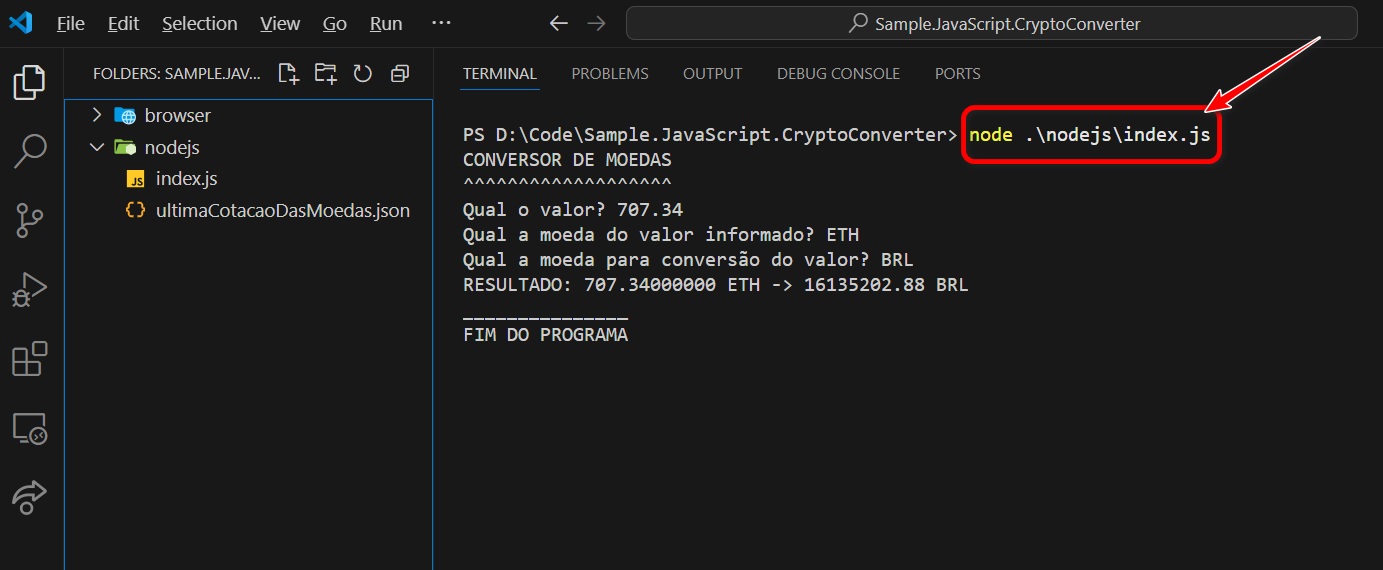 File Edit Selection View Go Run ... Sample.JavaScript.CryptoConverter
FOLDERS: SAMPLE.JAV...
browser
nodejs
JS index.js
{} ultimaCotacaoDasMoedas.json
TERMINAL PROBLEMS OUTPUT DEBUG CONSOLE PORTS
PS D:\Code\Sample.JavaScript.CryptoConverter> node .\nodejs\index.js
CONVERSOR DE MOEDAS
^^^^^^^^^^^^^^^^^^^
Qual o valor? 707.34
Qual a moeda do valor informado? ETH
Qual a moeda para conversão do valor? BRL
RESULTADO: 707.34000000 ETH -> 16135202.88 BRL
_______________
FIM DO PROGRAMA